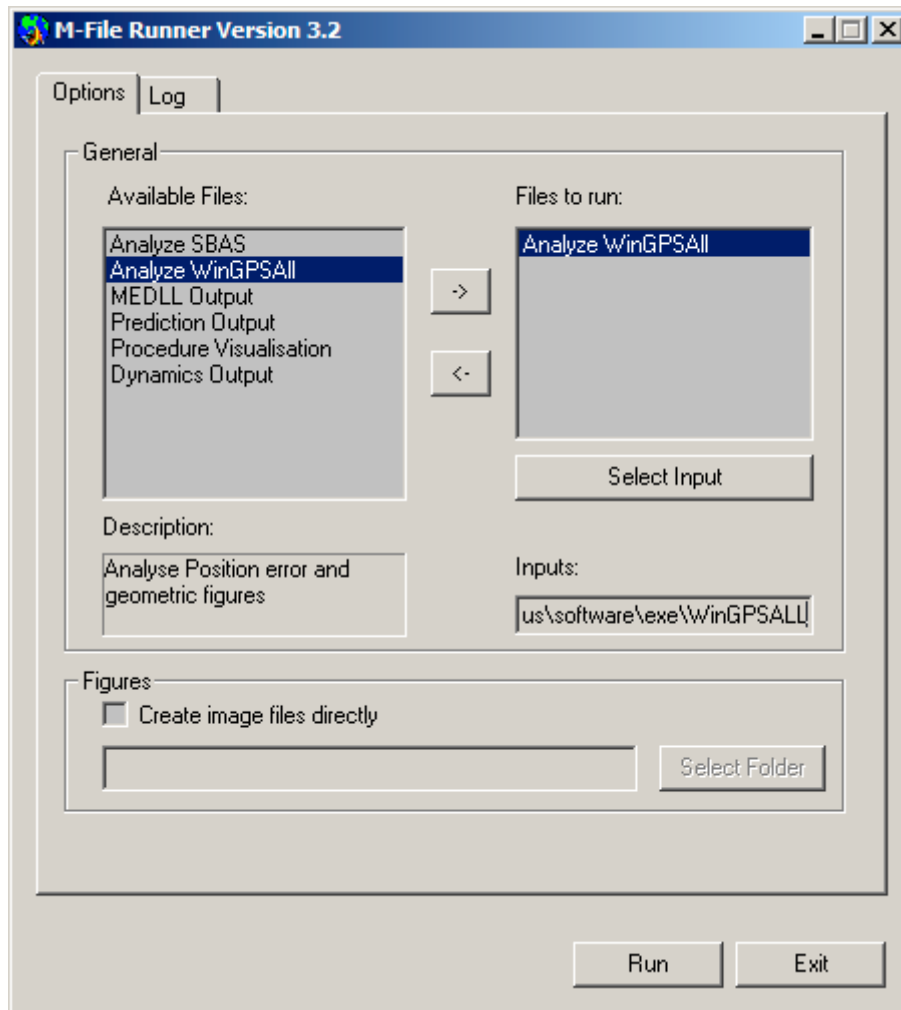 M-File Runner Version 3.2
Options
Log
General
Available Files:
Files to run:
Analyze SBAS
Analyze WinGPSAll
MEDLL Output
Prediction Output
Procedure Visualisation
Dynamics Output
Analyze WinGPSAll
->
<-
Select Input
Description:
Analyse Position error and
geometric figures
Inputs:
us\software\exe\WinGPSALL
Figures
Create image files directly
Select Folder
Run
Exit